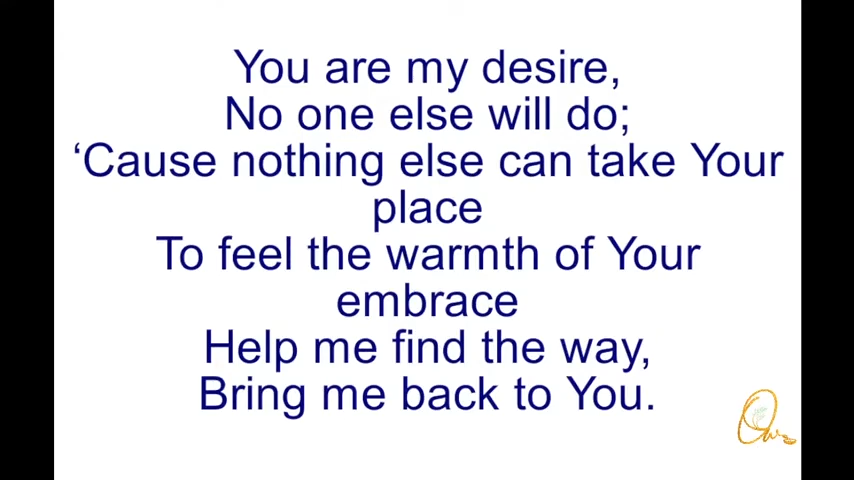 You are my desire,
No one else will do;
‘Cause nothing else can take Your
place
To feel the warmth of Your
embrace
Help me find the way,
Bring me back to You.